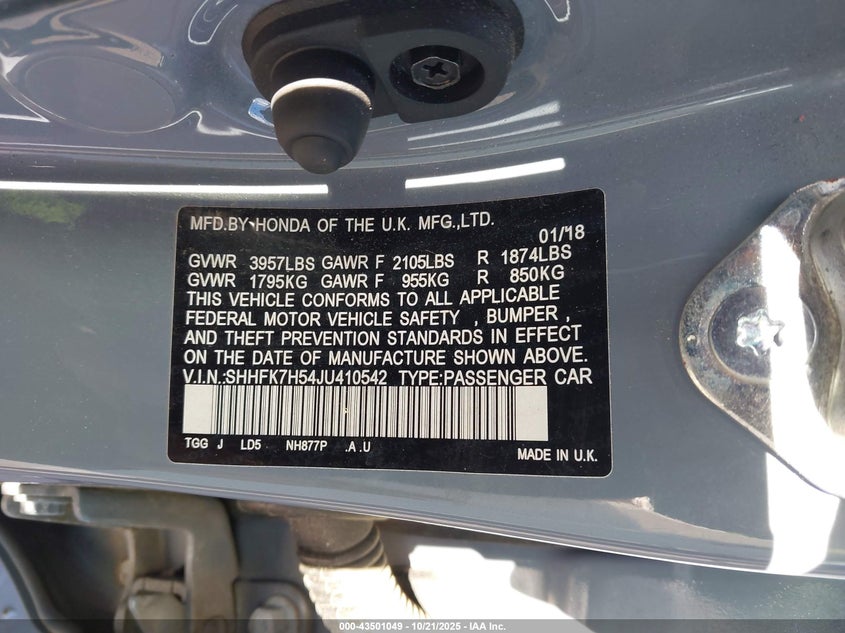 MFD.BY HONDA OF THE U.K. MFG.,LTD.
01/18
GVWR 3957LBS GAWR F 2105LBS R 1874LBS
GVWR 1795KG GAWR F 955KG R 850KG
THIS VEHICLE CONFORMS TO ALL APPLICABLE
FEDERAL MOTOR VEHICLE SAFETY , BUMPER ,
AND THEFT PREVENTION STANDARDS IN EFFECT
ON THE DATE OF MANUFACTURE SHOWN ABOVE.
V.I.N.:SHHFK7H54JU410542 TYPE:PASSENGER CAR
TGG J LD5 NH877P .A .U
MADE IN U.K.
000-43501049 - 10/21/2025 - IAA Inc.